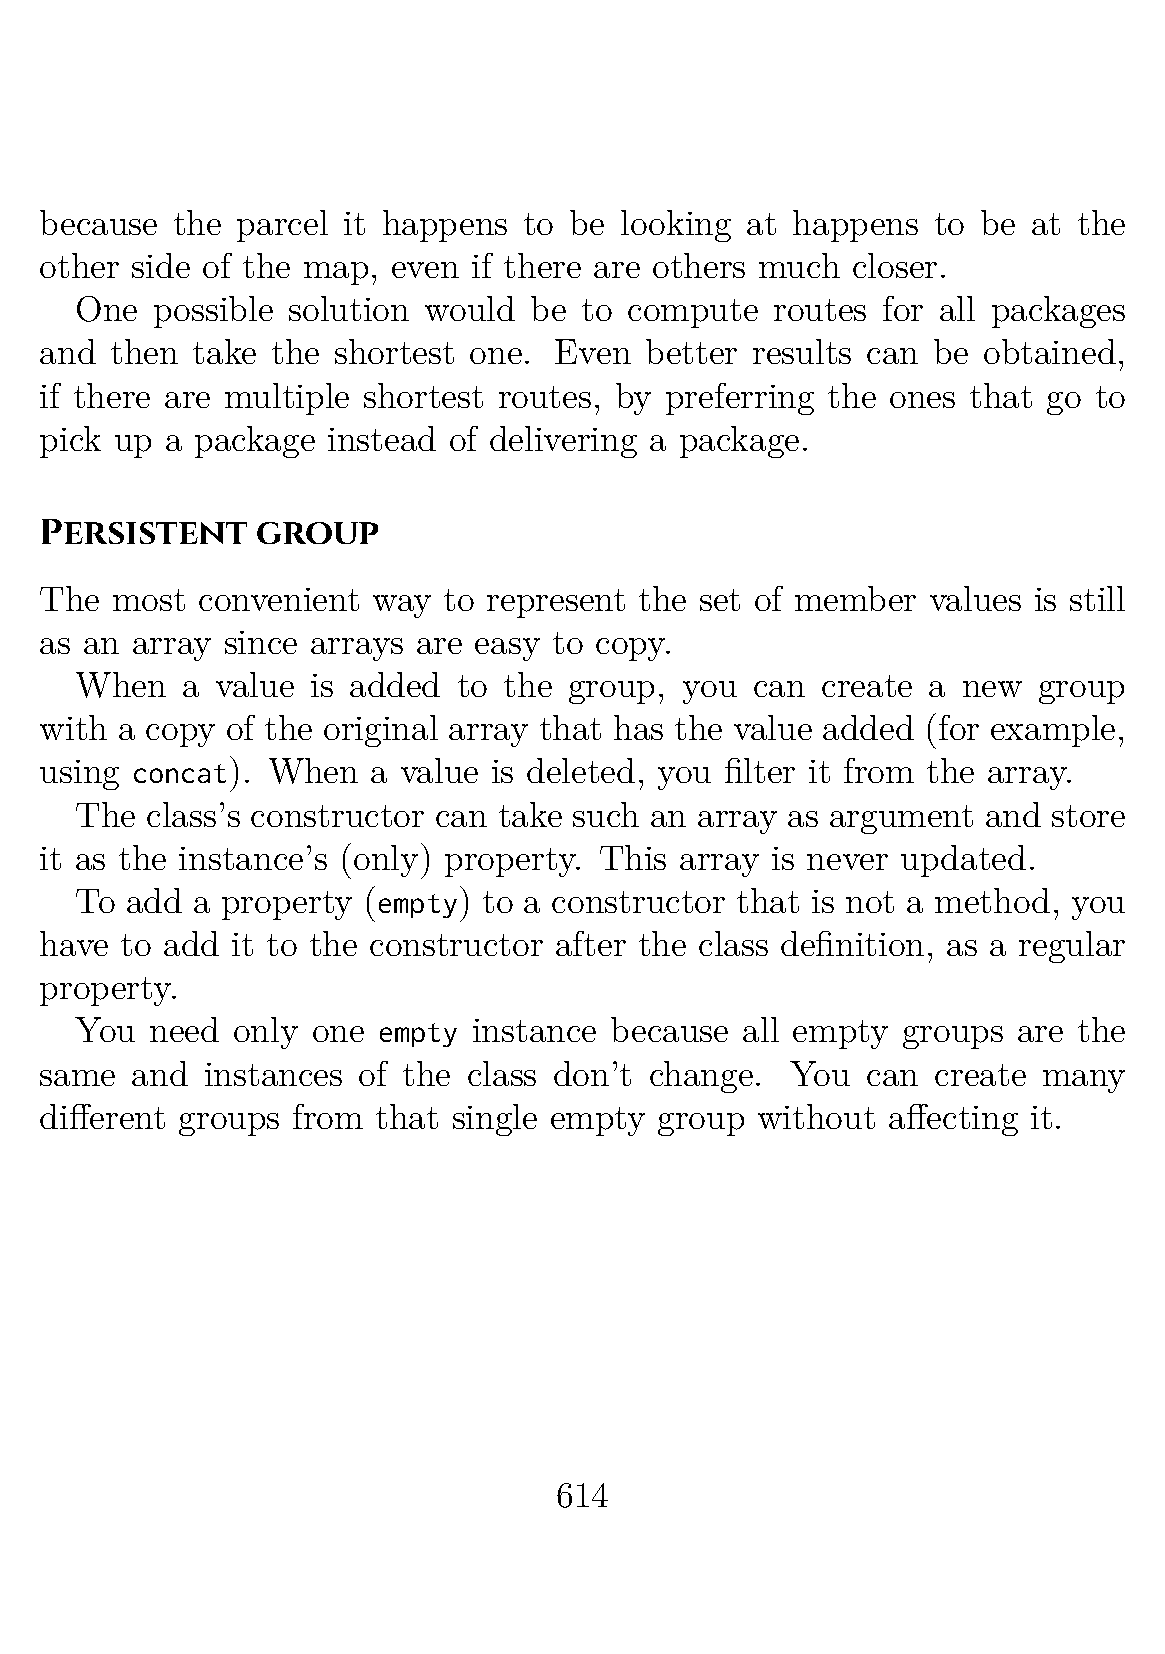 because the parcel it happens to be looking at happens to be at the
other side of the map, even if there are others much closer.
One possible solution would be to compute routes for all packages
and then take the shortest one. Even better results can be obtained,
if there are multiple shortest routes, by preferring the ones that go to
pick up a package instead of delivering a package.
Persistent group
The most convenient way to represent the set of member values is still
as an array since arrays are easy to copy.
When a value is added to the group, you can create a new group
with a copy of the original array that has the value added (for example,
using concat). When a value is deleted, you filter it from the array.
The class’s constructor can take such an array as argument and store
it as the instance’s (only) property. This array is never updated.
To add a property (empty) to a constructor that is not a method, you
have to add it to the constructor after the class definition, as a regular
property.
You need only one empty instance because all empty groups are the
same and instances of the class don’t change. You can create many
different groups from that single empty group without affecting it.
614